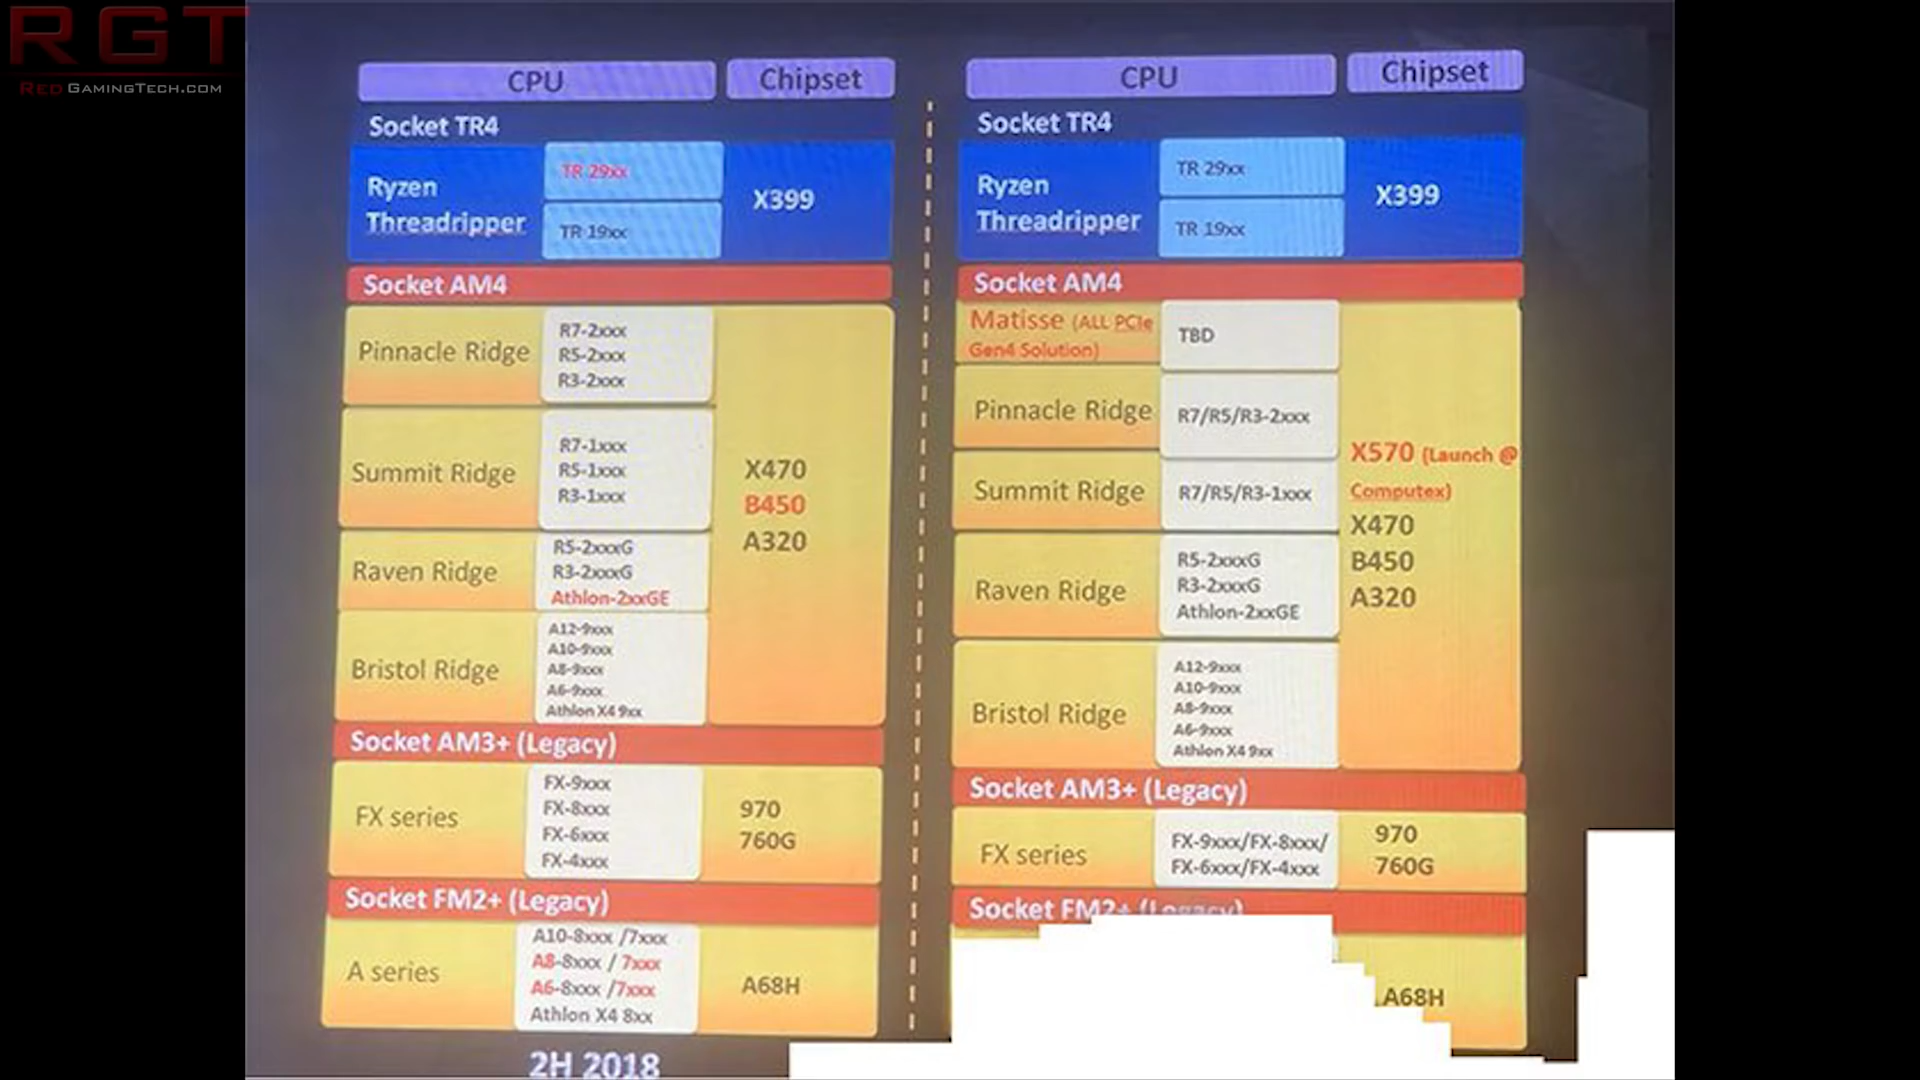 RGT
RedGamingTech.com
CPU
Chipset
Socket TR4
Ryzen
Threadripper
TR 29xx
TR 19xx
X399
Socket AM4
Pinnacle Ridge
R7-2xxx
R5-2xxx
R3-2xxx
Summit Ridge
R7-1xxx
R5-1xxx
R3-1xxx
Raven Ridge
R5-2xxxG
R3-2xxxG
Athlon-2xxGE
Bristol Ridge
A12-9xxx
A10-9xxx
A8-9xxx
A6-9xxx
Athlon X4 9xx
X470
B450
A320
Socket AM3+ (Legacy)
FX series
FX-9xxx
FX-8xxx
FX-6xxx
FX-4xxx
970
760G
Socket FM2+ (Legacy)
A series
A10-8xxx /7xxx
A8-8xxx / 7xxx
A6-8xxx /7xxx
Athlon X4 8xx
A68H
2H 2018
CPU
Chipset
Socket TR4
Ryzen
Threadripper
TR 29xx
TR 19xx
X399
Socket AM4
Matisse (ALL PCIe
Gen4 Solution)
TBD
Pinnacle Ridge
R7/R5/R3-2xxx
Summit Ridge
R7/R5/R3-1xxx
Raven Ridge
R5-2xxxG
R3-2xxxG
Athlon-2xxGE
Bristol Ridge
A12-9xxx
A10-9xxx
A8-9xxx
A6-9xxx
Athlon X4 9xx
X570 (Launch @
Computex)
X470
B450
A320
Socket AM3+ (Legacy)
FX series
FX-9xxx/FX-8xxx/
FX-6xxx/FX-4xxx
970
760G
Socket FM2+ (Legacy)
A68H